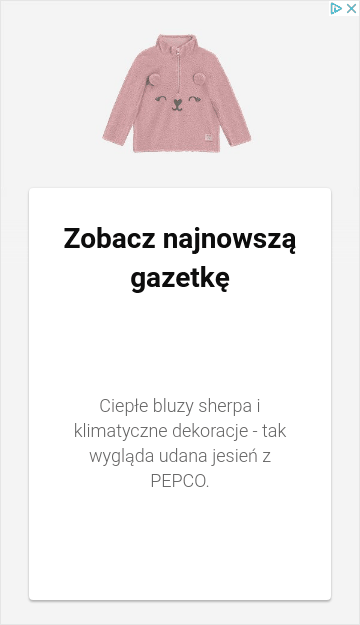 Zobacz najnowszą
gazetkę
Ciepłe bluzy sherpa i
klimatyczne dekoracje - tak
wygląda udana jesień z
PEPCO.